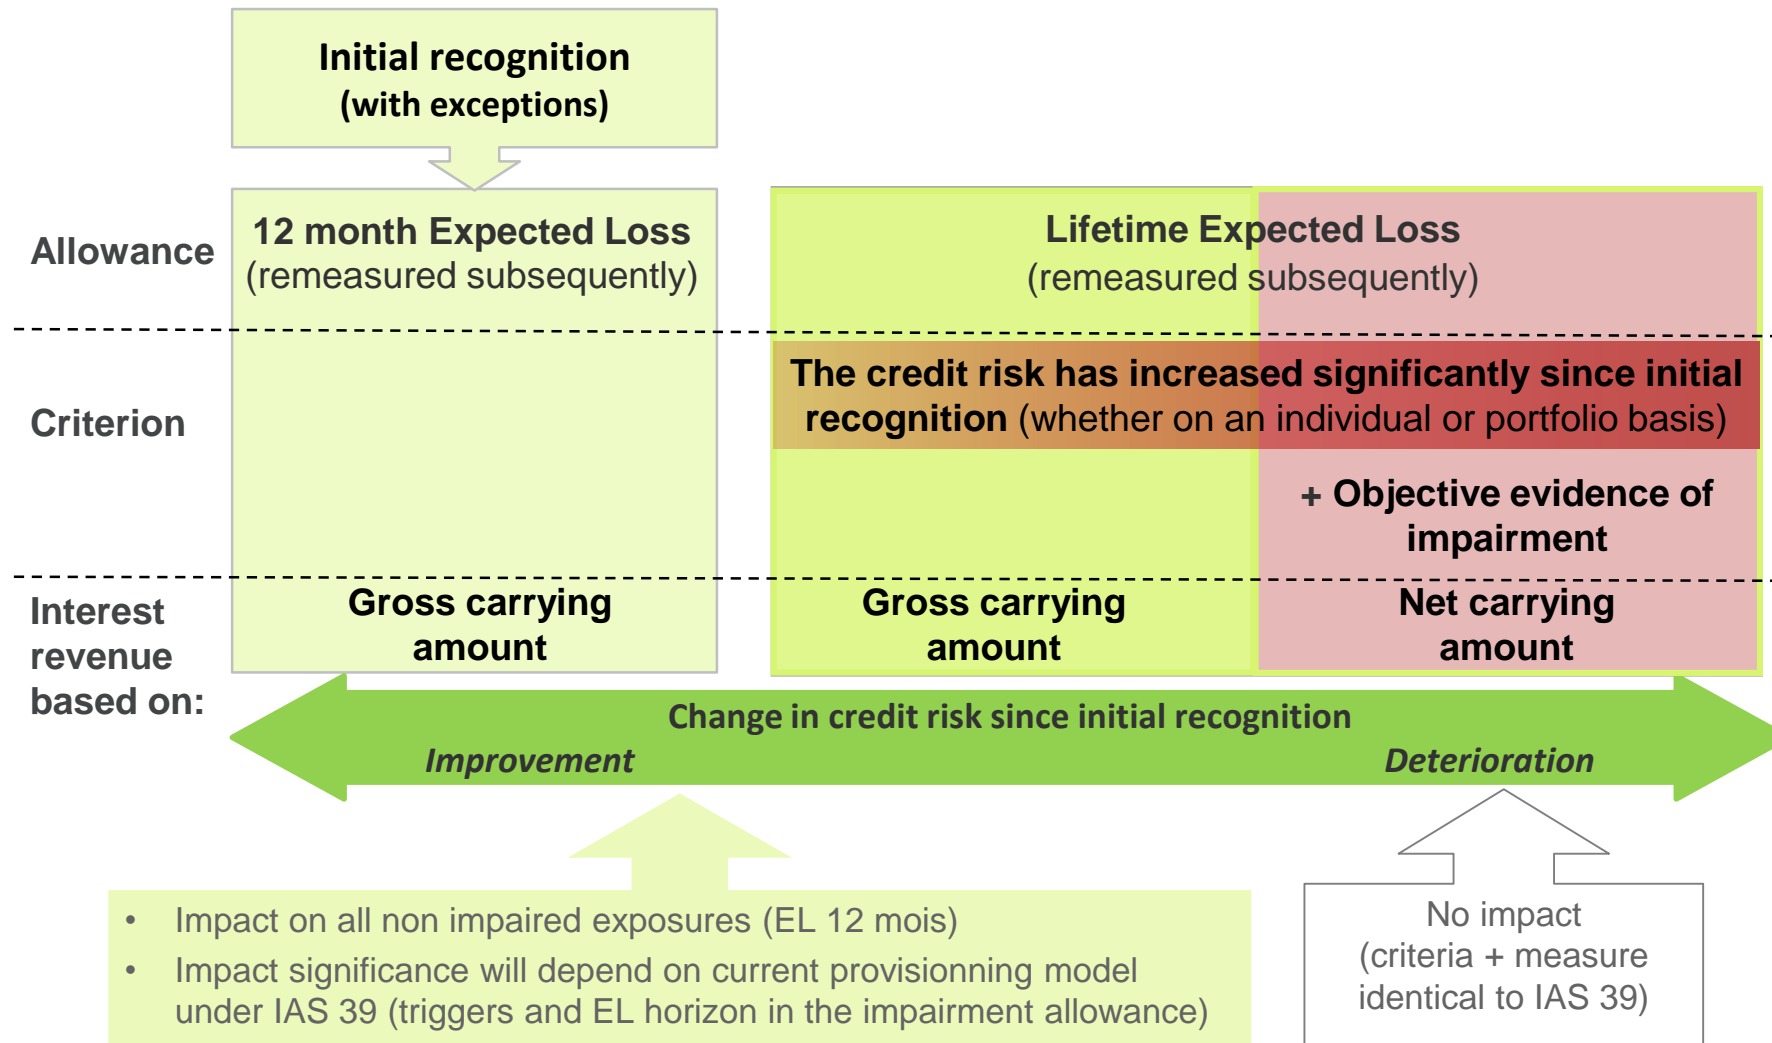 Initial recognition
(with exceptions)
Allowance
12 month Expected Loss
(remeasured subsequently)
Lifetime Expected Loss
(remeasured subsequently)
Criterion
The credit risk has increased significantly since initial
recognition (whether on an individual or portfolio basis)
+ Objective evidence of
impairment
Interest
revenue
based on:
Gross carrying
amount
Gross carrying
amount
Net carrying
amount
Change in credit risk since initial recognition
Improvement
Deterioration
• Impact on all non impaired exposures (EL 12 mois)
• Impact significance will depend on current provisionning model
under IAS 39 (triggers and EL horizon in the impairment allowance)
No impact
(criteria + measure
identical to IAS 39)